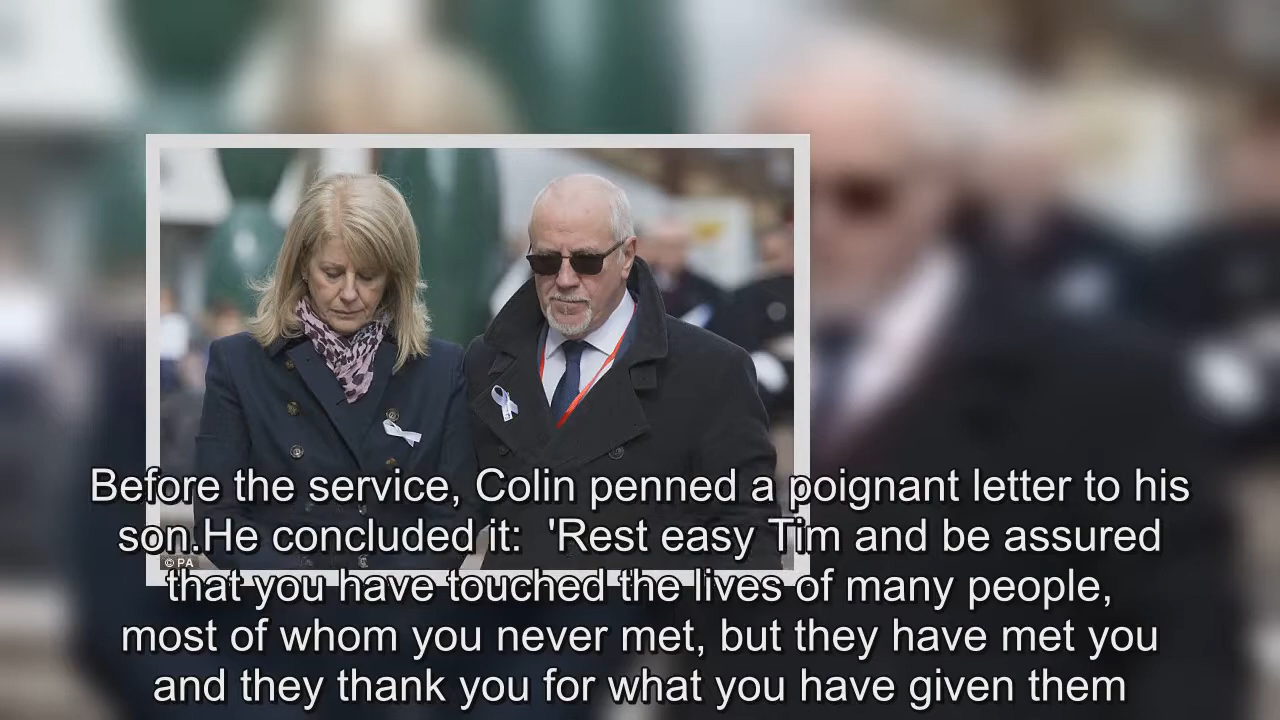 Before the service, Colin penned a poignant letter to his
son.He concluded it:  'Rest easy Tim and be assured
© PA
that you have touched the lives of many people,
most of whom you never met, but they have met you
and they thank you for what you have given them